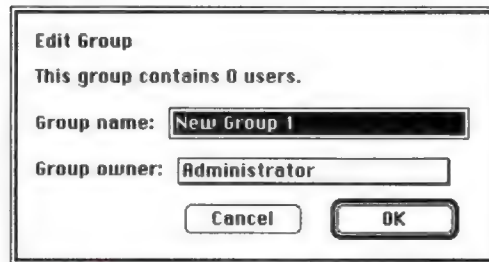 Edit Group
This group contains 0 users.
Group name: New Group 1
Group owner: Administrator
Cancel OK